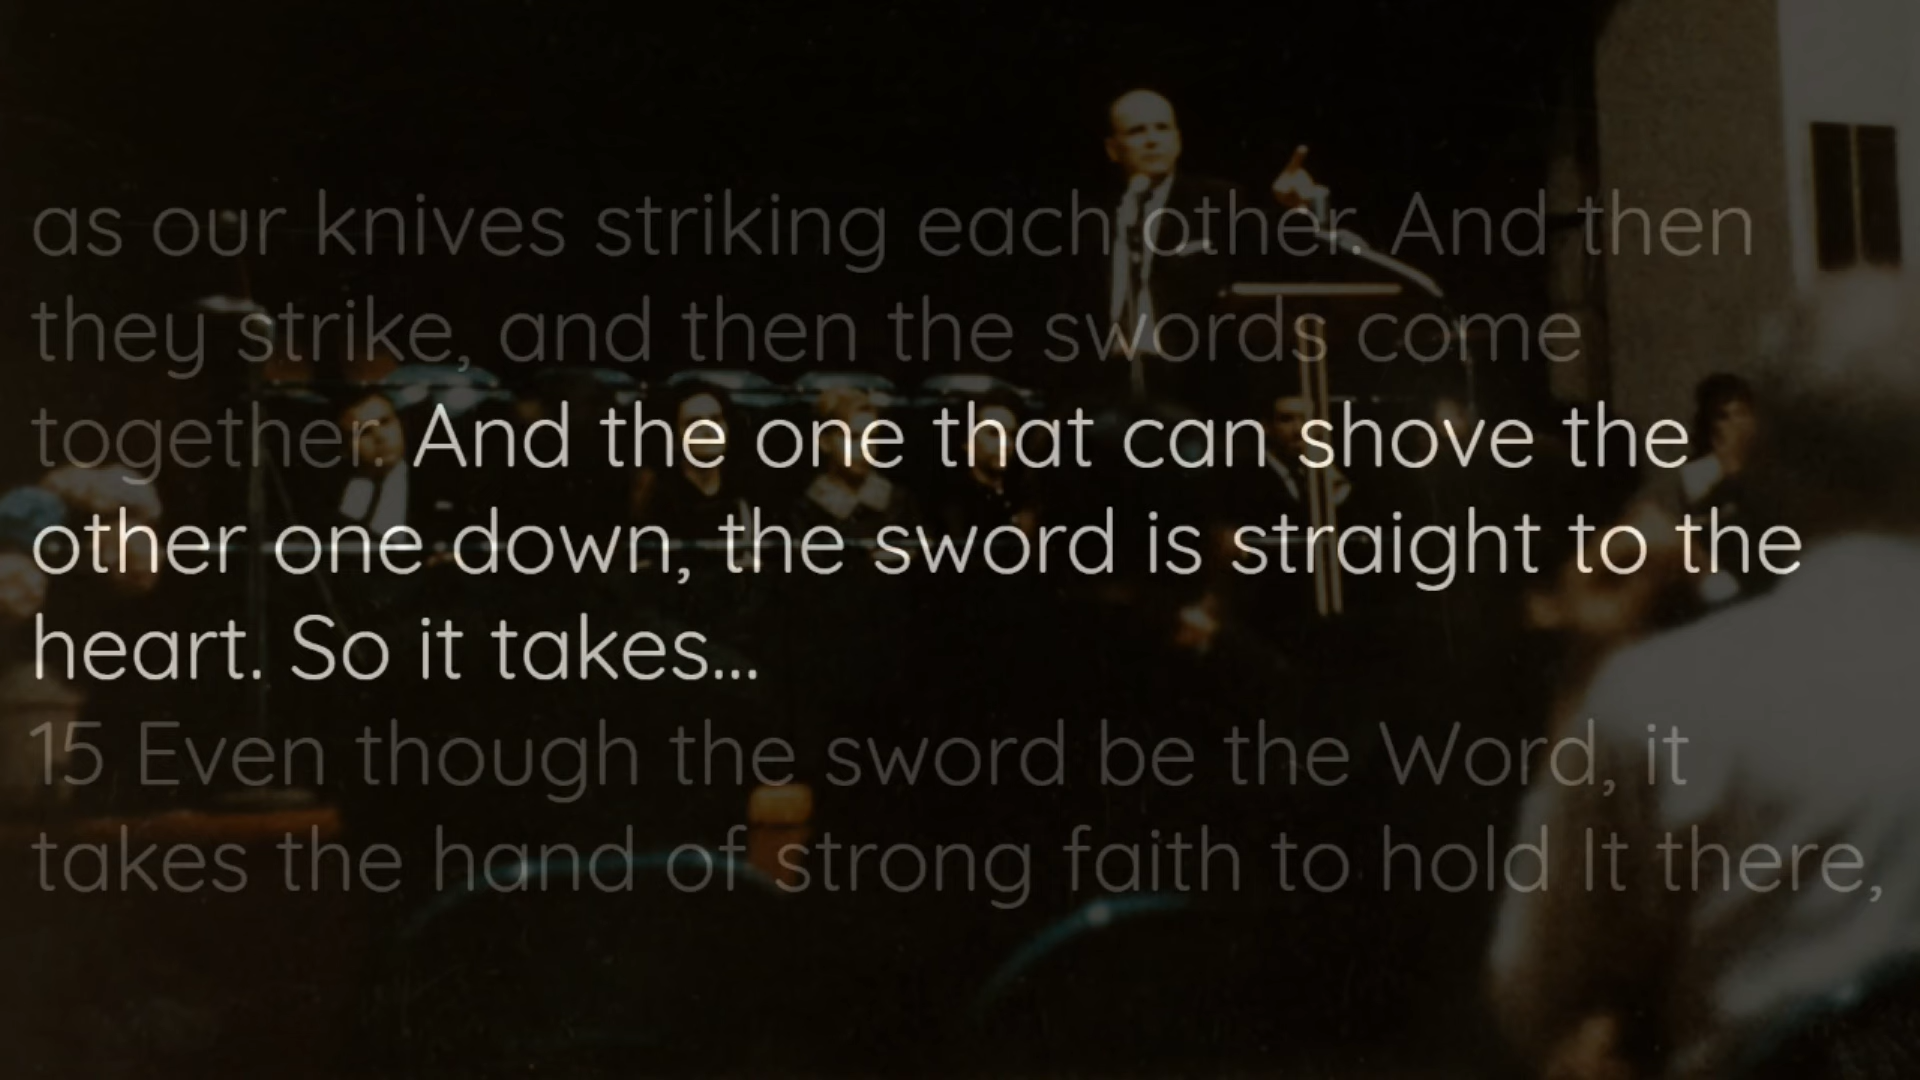 as our knives striking each other. And then
they strike, and then the swords come
together. And the one that can shove the
other one down, the sword is straight to the
heart. So it takes...
15 Even though the sword be the Word, it
takes the hand of strong faith to hold It there,